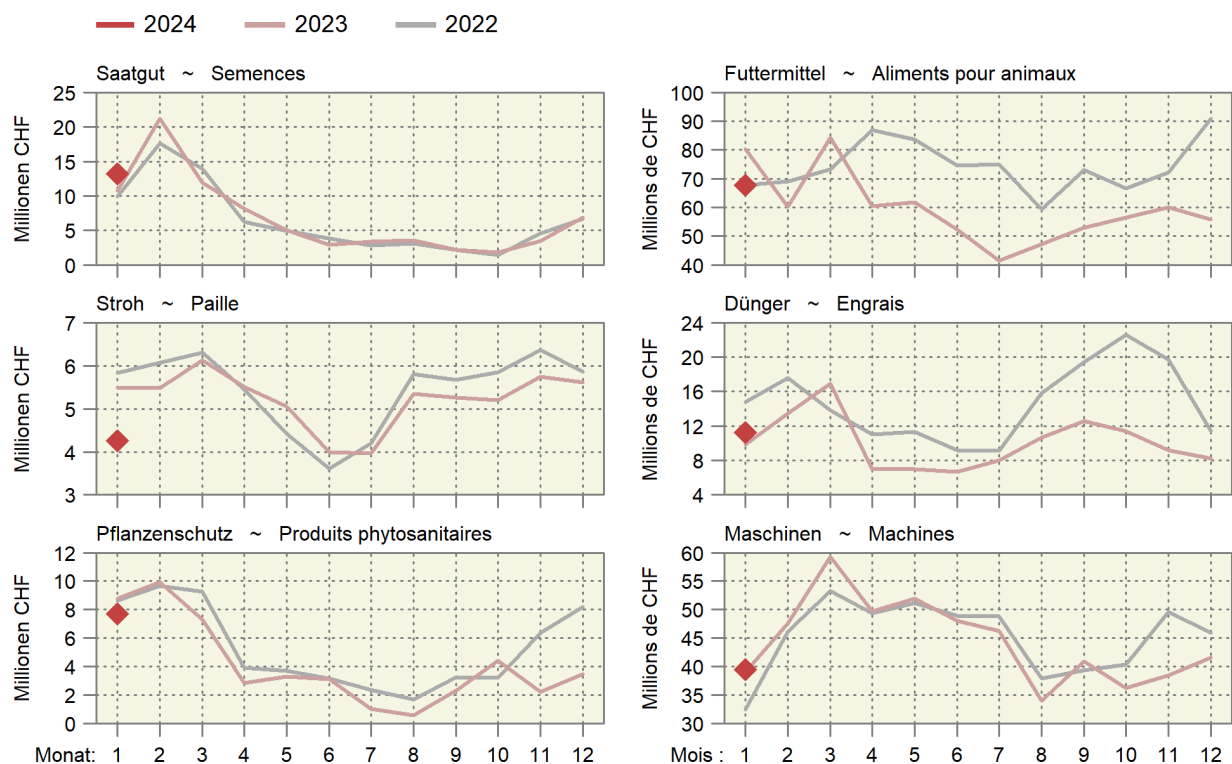 2024 2023 2022
Saatgut ~ Semences
Millionen CHF
25
20
15
10
5
0
Futtermittel ~ Aliments pour animaux
Millions de CHF
100
90
80
70
60
50
40
Stroh ~ Paille
Millionen CHF
7
6
5
4
3
Dünger ~ Engrais
Millions de CHF
24
20
16
12
8
4
Pflanzenschutz ~ Produits phytosanitaires
Millionen CHF
12
10
8
6
4
2
0
Monat: 1 2 3 4 5 6 7 8 9 10 11 12
Maschinen ~ Machines
Millions de CHF
60
55
50
45
40
35
30
Mois : 1 2 3 4 5 6 7 8 9 10 11 12